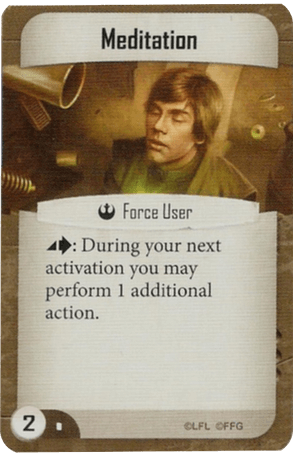 Meditation
Force User
: During your next
activation you may
perform 1 additional
action.
2
©LFL ©FFG